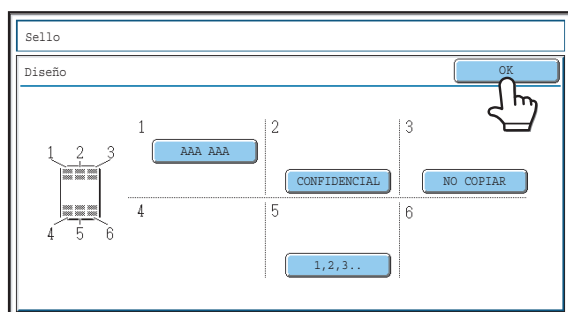 Sello
Diseño
OK
1 2 3
4 5 6
1
AAA AAA
2
CONFIDENCIAL
3
NO COPIAR
4
5
1,2,3..
6